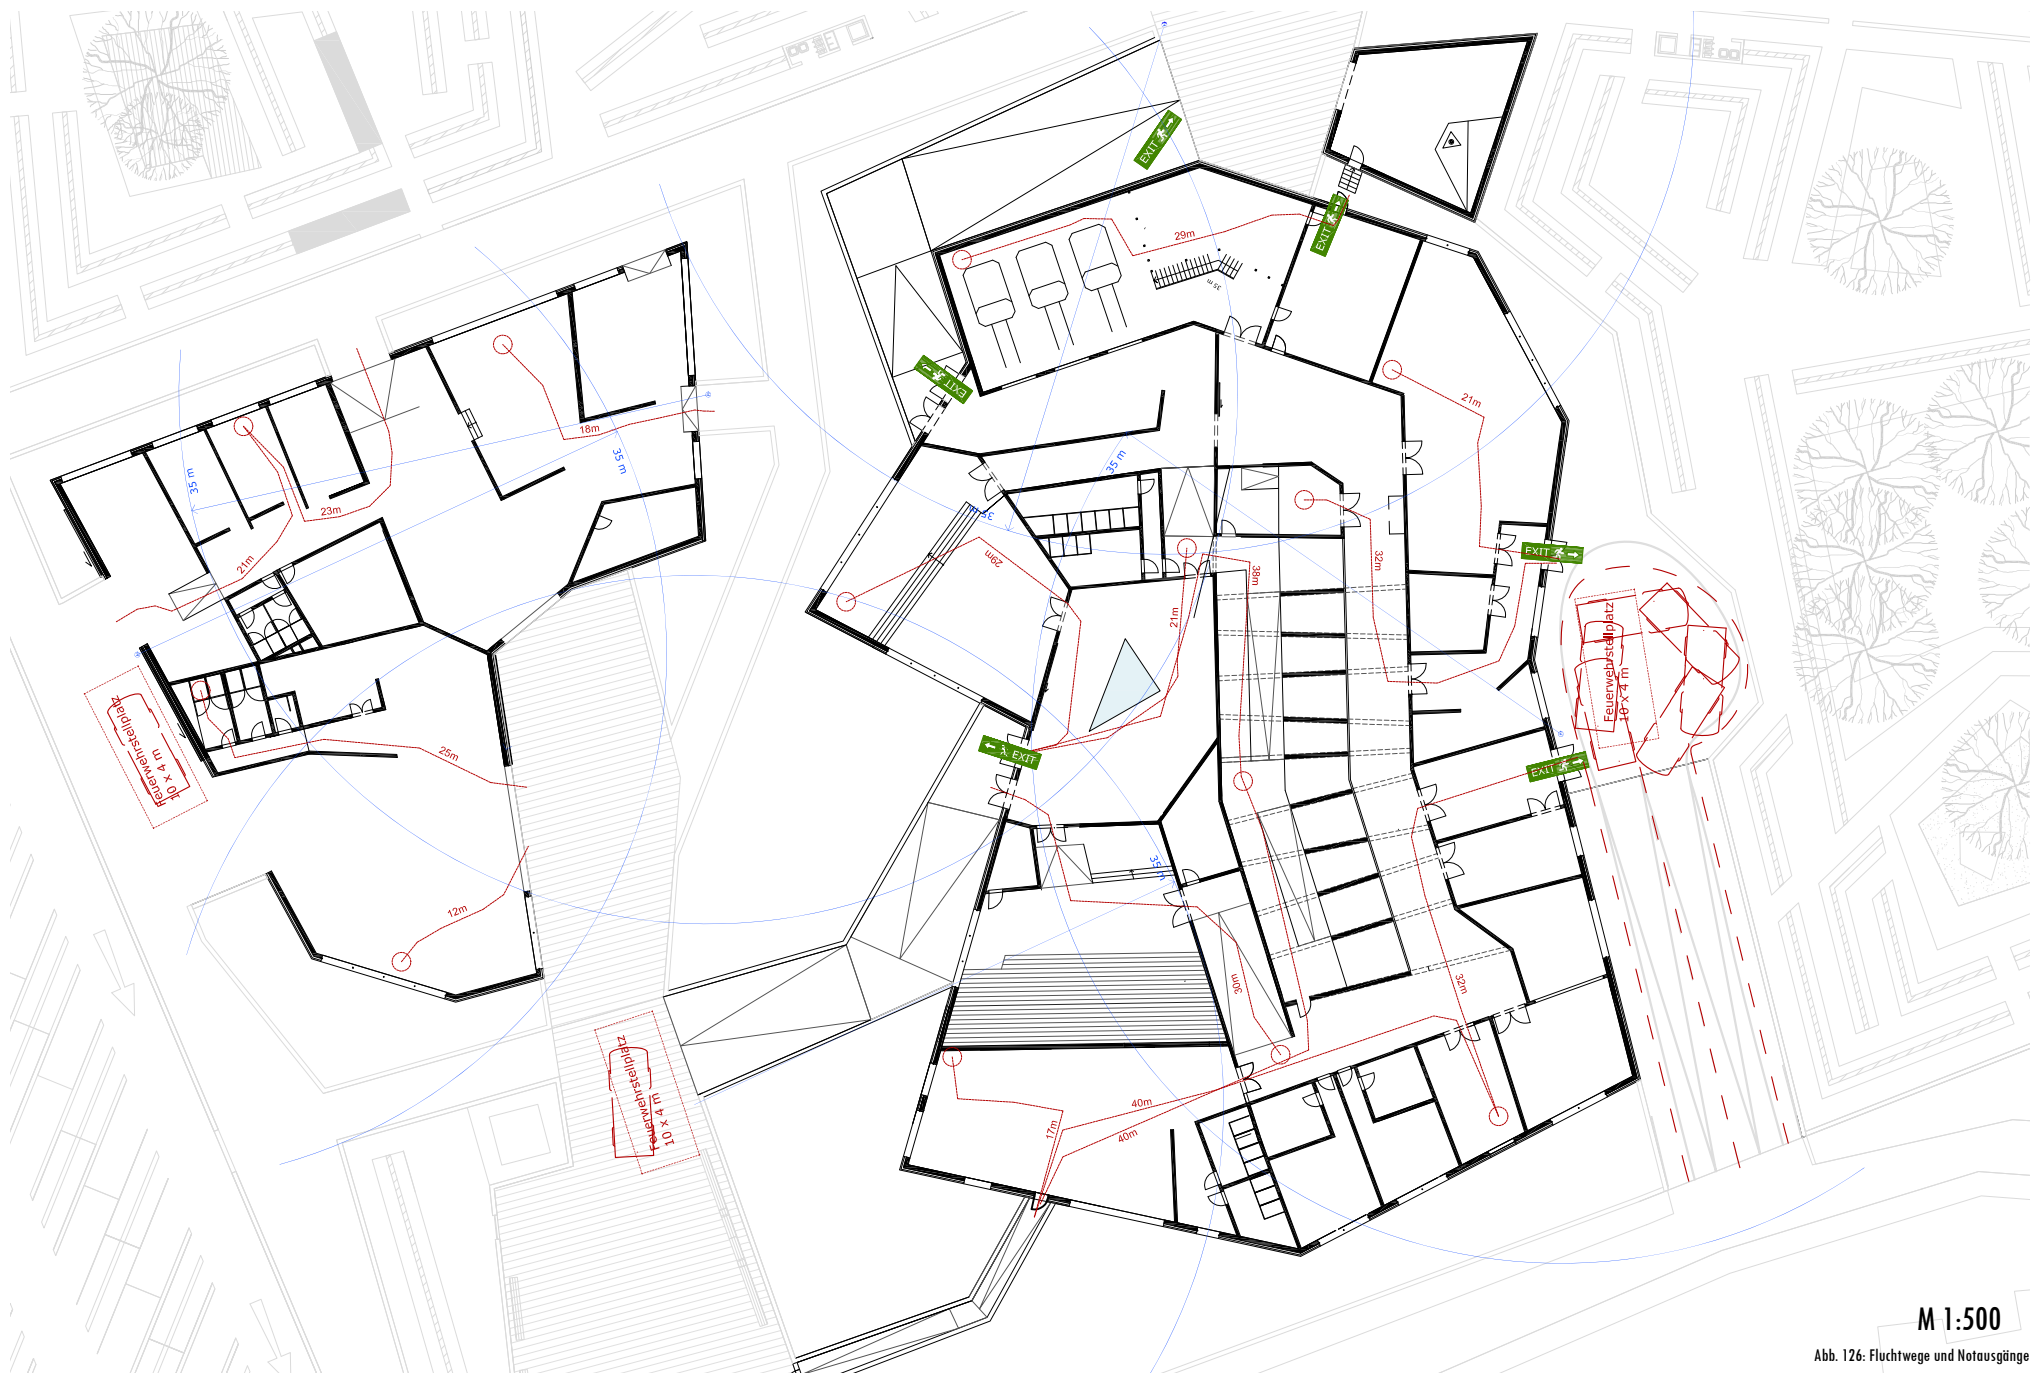 EXIT
29m
EXIT
35 m
EXIT
21m
18m
35 m
35 m
23m
21m
35 m
35 m
29m
32m
38m
21m
EXIT
Feuerwehrstellplatz
10 x 4 m
Feuerwehrstellplatz
10 x 4 m
25m
EXIT
EXIT
35 m
12m
30m
32m
Feuerwehrstellplatz
10 x 4 m
40m
17m
40m
M 1:500
Abb. 126: Fluchtwege und Notausgänge